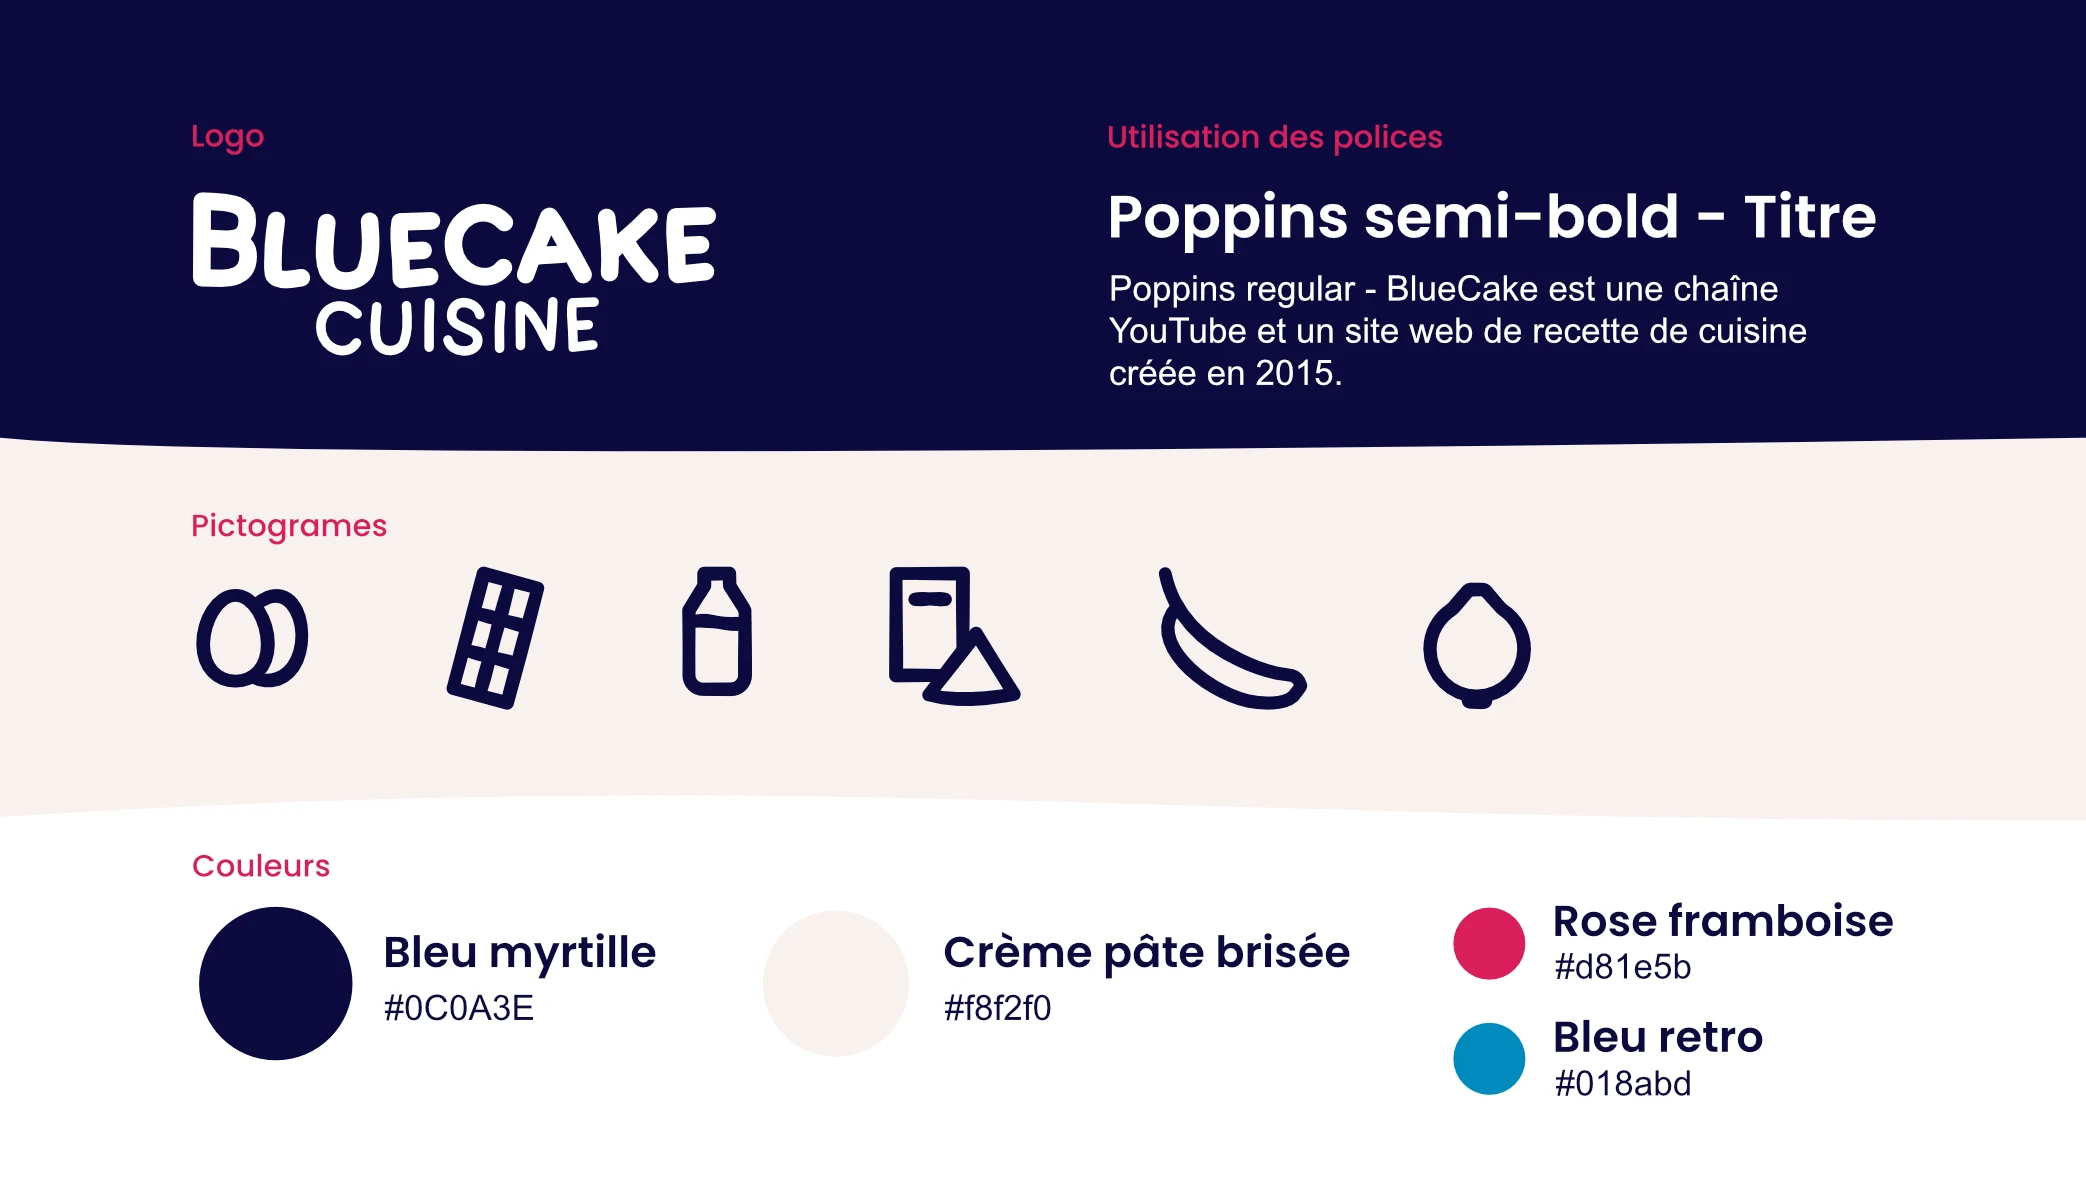 Logo
BLUECAKE
CUISINE
Utilisation des polices
Poppins semi-bold - Titre
Poppins regular - BlueCake est une chaîne
YouTube et un site web de recette de cuisine
créée en 2015.
Pictogrames
Couleurs
Bleu myrtille
#0C0A3E
Crème pâte brisée
#f8f2f0
Rose framboise
#d81e5b
Bleu retro
#018abd